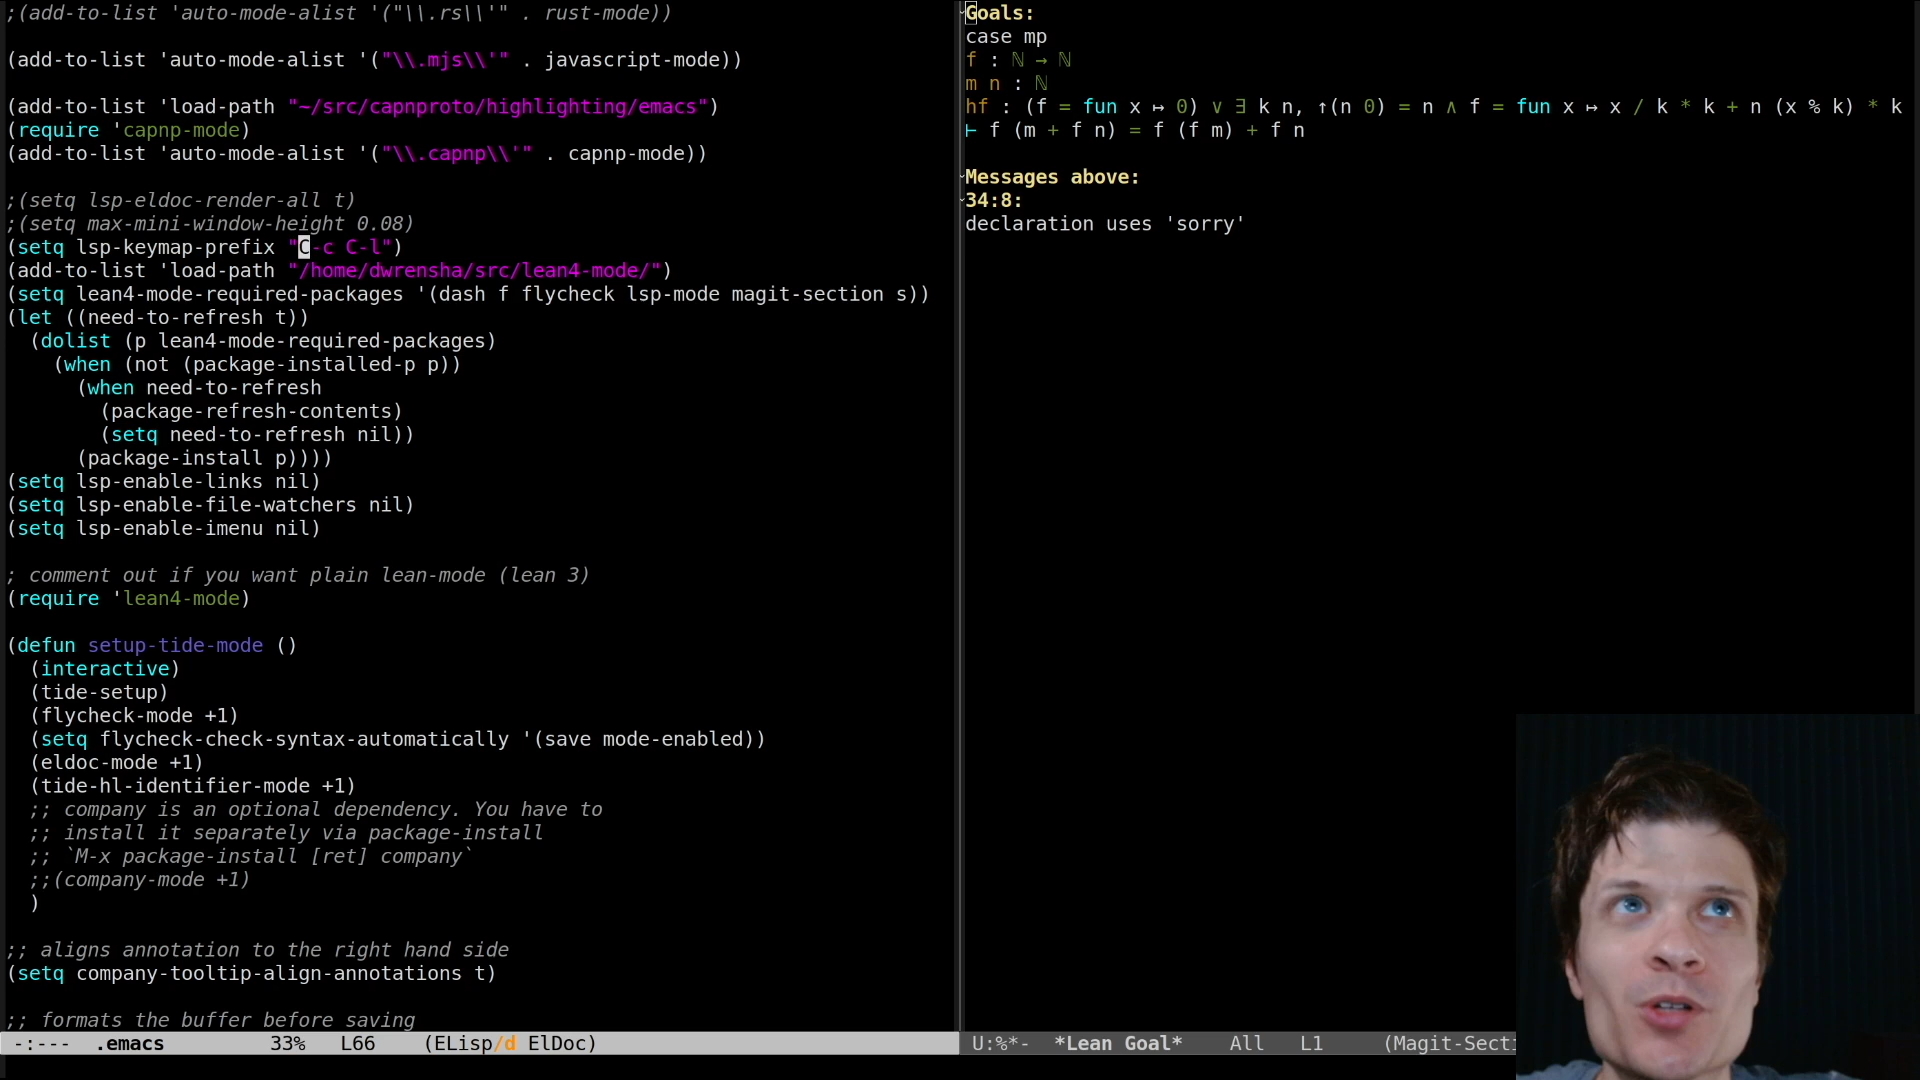 ;(add-to-list 'auto-mode-alist '("\\.rs\\'" . rust-mode))
(add-to-list 'auto-mode-alist '("\\.mjs\\'" . javascript-mode))
(add-to-list 'load-path "~/src/capnproto/highlighting/emacs")
(require 'capnp-mode)
(add-to-list 'auto-mode-alist '("\\.capnp\\'" . capnp-mode))
;(setq lsp-eldoc-render-all t)
;(setq max-mini-window-height 0.08)
(setq lsp-keymap-prefix "C-c C-l")
(add-to-list 'load-path "/home/dwrensha/src/lean4-mode/")
(setq lean4-mode-required-packages '(dash f flycheck lsp-mode magit-section s))
(let ((need-to-refresh t))
  (dolist (p lean4-mode-required-packages)
    (when (not (package-installed-p p))
      (when need-to-refresh
        (package-refresh-contents)
        (setq need-to-refresh nil))
      (package-install p))))
(setq lsp-enable-links nil)
(setq lsp-enable-file-watchers nil)
(setq lsp-enable-imenu nil)
; comment out if you want plain lean-mode (lean 3)
(require 'lean4-mode)
(defun setup-tide-mode ()
  (interactive)
  (tide-setup)
  (flycheck-mode +1)
  (setq flycheck-check-syntax-automatically '(save mode-enabled))
  (eldoc-mode +1)
  (tide-hl-identifier-mode +1)
  ;; company is an optional dependency. You have to
  ;; install it separately via package-install
  ;; `M-x package-install [ret] company`
  ;;(company-mode +1)
  )
;; aligns annotation to the right hand side
(setq company-tooltip-align-annotations t)
;; formats the buffer before saving
-:--- .emacs 33% L66 (ELisp/d ElDoc)
Goals:
case mp
f : ℕ → ℕ
m n : ℕ
hf : (f = fun x ↦ 0) ∨ ∃ k n, ↑(n 0) = n ∧ f = fun x ↦ x / k * k + n (x % k) * k
⊢ f (m + f n) = f (f m) + f n
Messages above:
34:8:
declaration uses 'sorry'
U:%*- *Lean Goal* All L1 (Magit-Secti